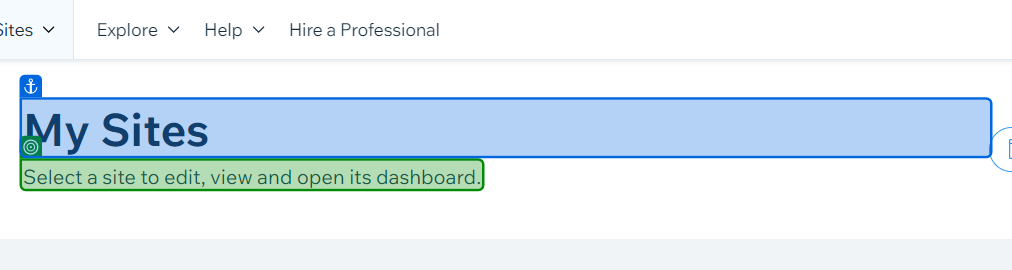 Sites Explore Help Hire a Professional
My Sites
Select a site to edit, view and open its dashboard.